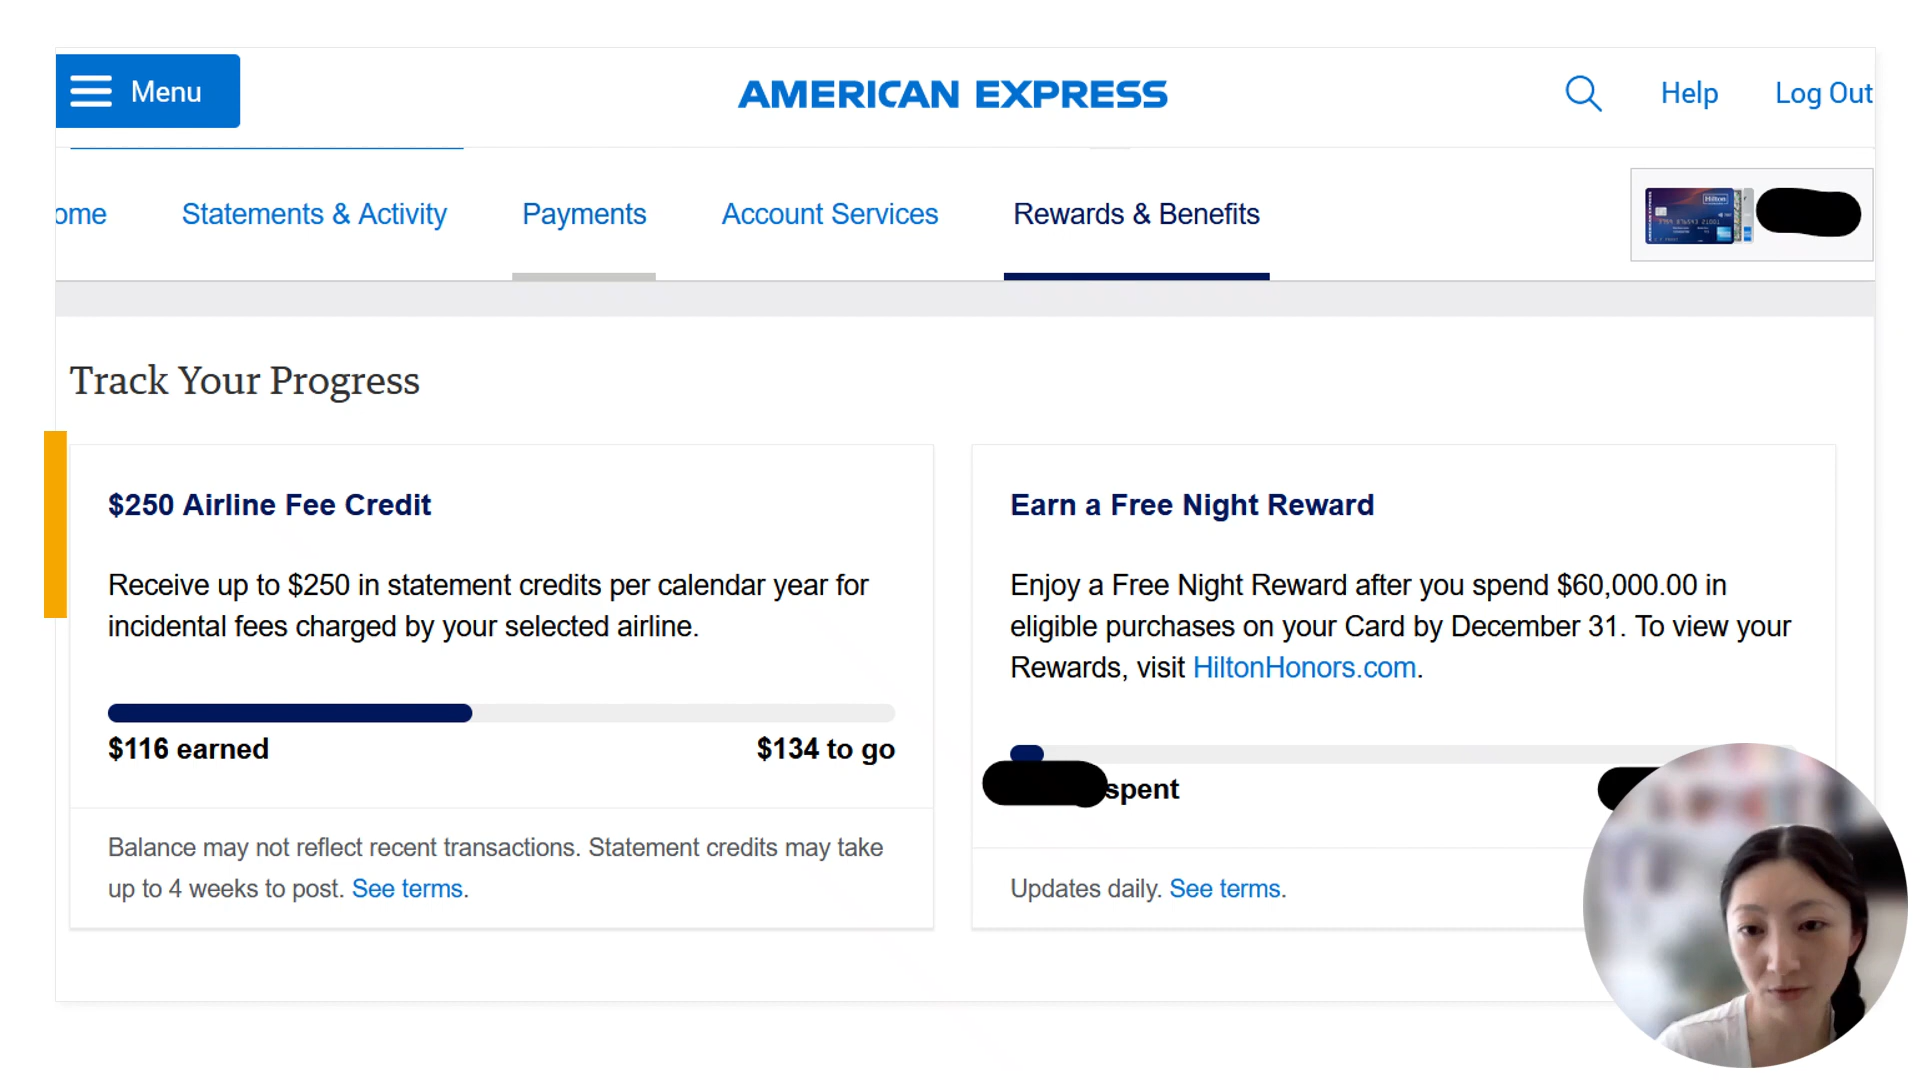 Menu
AMERICAN EXPRESS
Help
Log Out
ome
Statements & Activity
Payments
Account Services
Rewards & Benefits
Hilton
Track Your Progress
$250 Airline Fee Credit
Receive up to $250 in statement credits per calendar year for
incidental fees charged by your selected airline.
$116 earned
$134 to go
Balance may not reflect recent transactions. Statement credits may take
up to 4 weeks to post. See terms.
Earn a Free Night Reward
Enjoy a Free Night Reward after you spend $60,000.00 in
eligible purchases on your Card by December 31. To view your
Rewards, visit HiltonHonors.com.
spent
Updates daily. See terms.